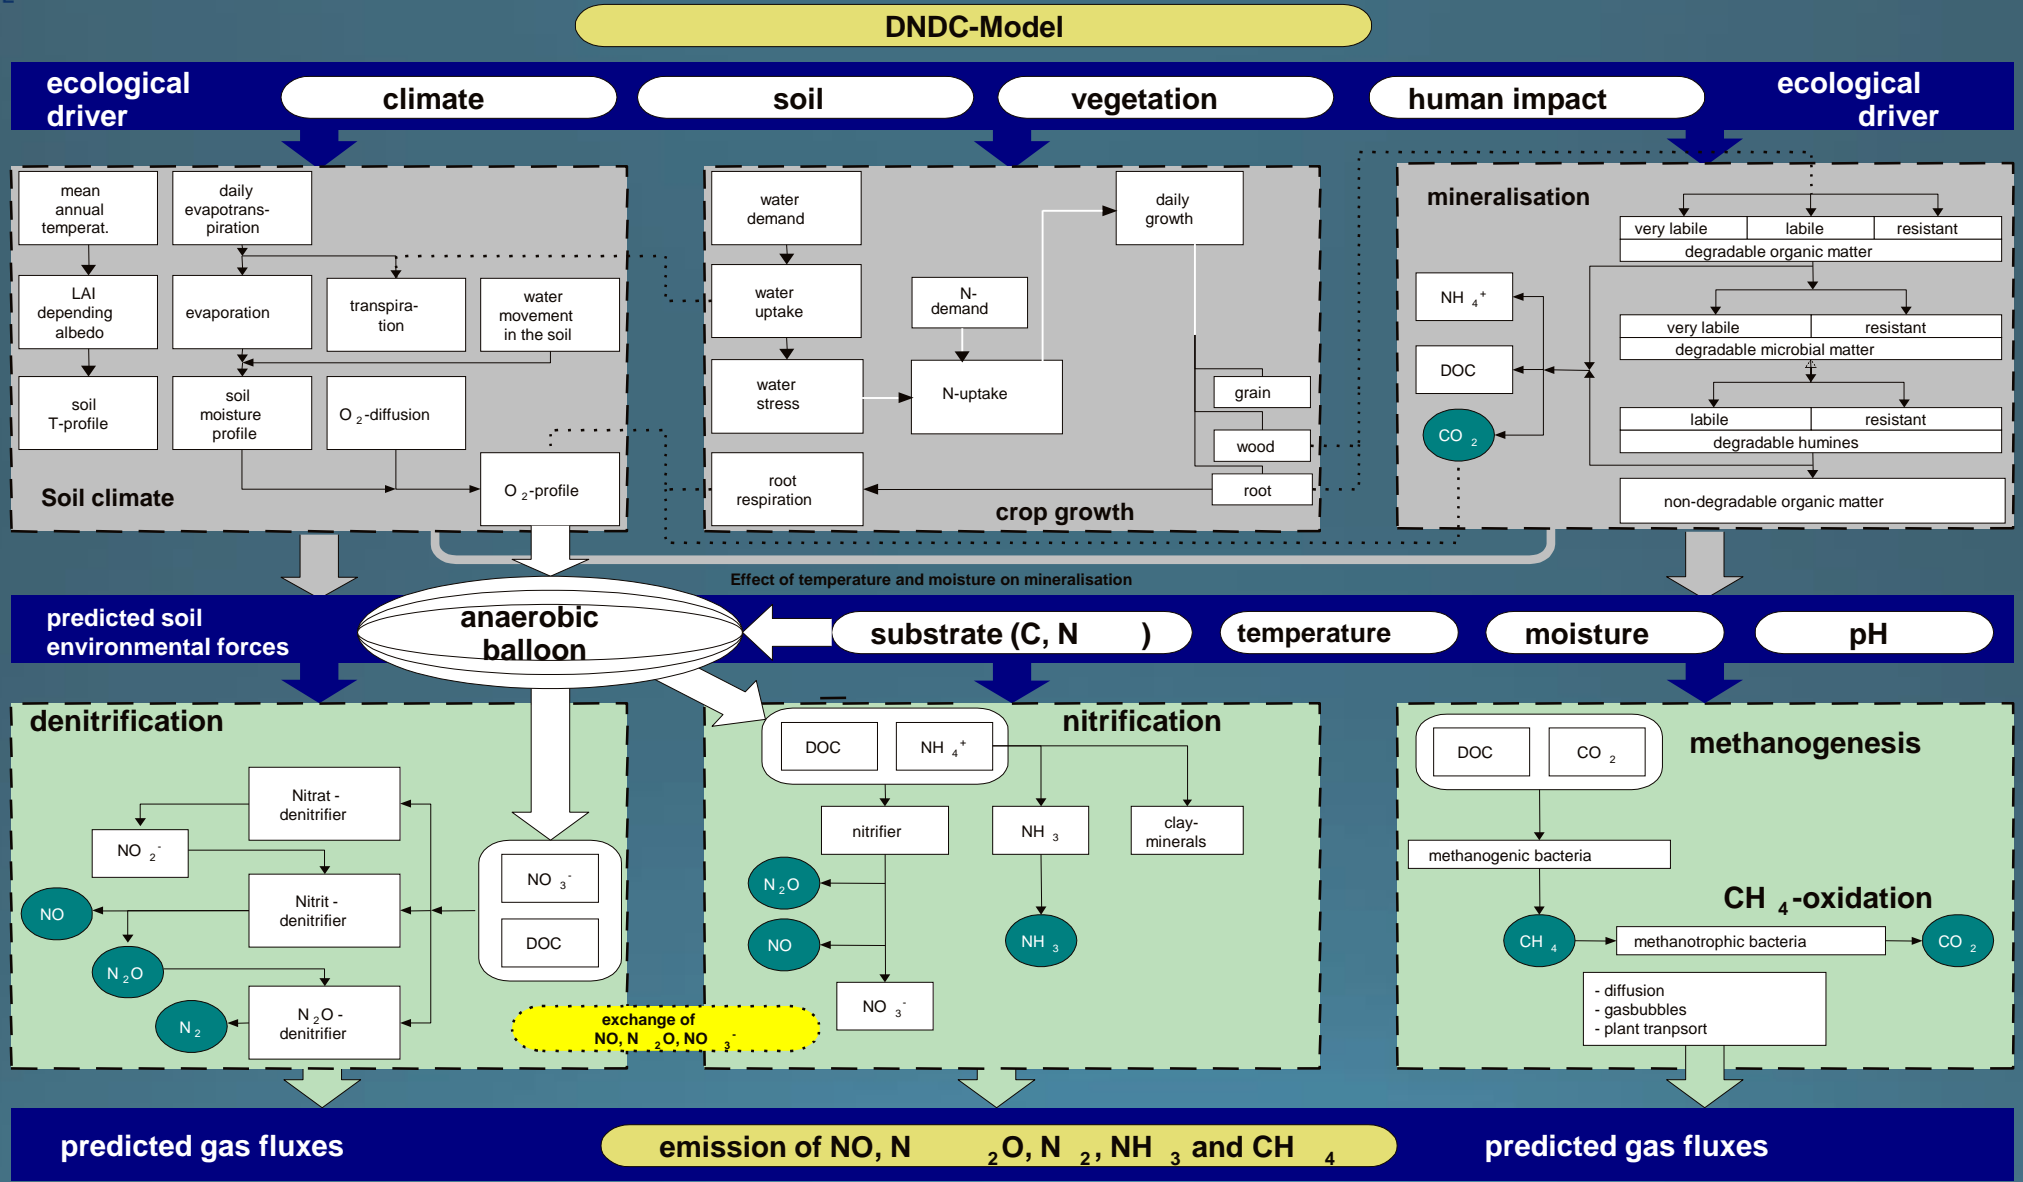 DNDC-Model
ecological
driver
climate
soil
vegetation
human impact
ecological
driver
mean
annual
temperat.
daily
evapotrans-
piration
LAI
depending
albedo
evaporation
transpira-
tion
water
movement
in the soil
soil
T-profile
soil
moisture
profile
O 2 -diffusion
O 2 -profile
Soil climate
water
demand
water
uptake
water
stress
root
respiration
N-
demand
N-uptake
daily
growth
grain
wood
root
crop growth
mineralisation
very labile
labile
resistant
degradable organic matter
NH 4 +
very labile
resistant
degradable microbial matter
DOC
labile
resistant
degradable humines
CO 2
non-degradable organic matter
Effect of temperature and moisture on mineralisation
predicted soil
environmental forces
anaerobic
balloon
substrate (C, N )
temperature
moisture
pH
denitrification
Nitrat -
denitrifier
NO 2 -
Nitrit -
denitrifier
NO
N 2 O
N 2 O -
denitrifier
N 2
NO 3 -
DOC
exchange of
NO, N 2 O, NO 3 -
nitrification
DOC
NH 4 +
nitrifier
NH 3
clay-
minerals
N 2 O
NO
NH 3
NO 3 -
methanogenesis
DOC
CO 2
methanogenic bacteria
CH 4 -oxidation
CH 4
methanotrophic bacteria
CO 2
- diffusion
- gasbubbles
- plant tranpsort
predicted gas fluxes
emission of NO, N 2 O, N 2 , NH 3 and CH 4
predicted gas fluxes